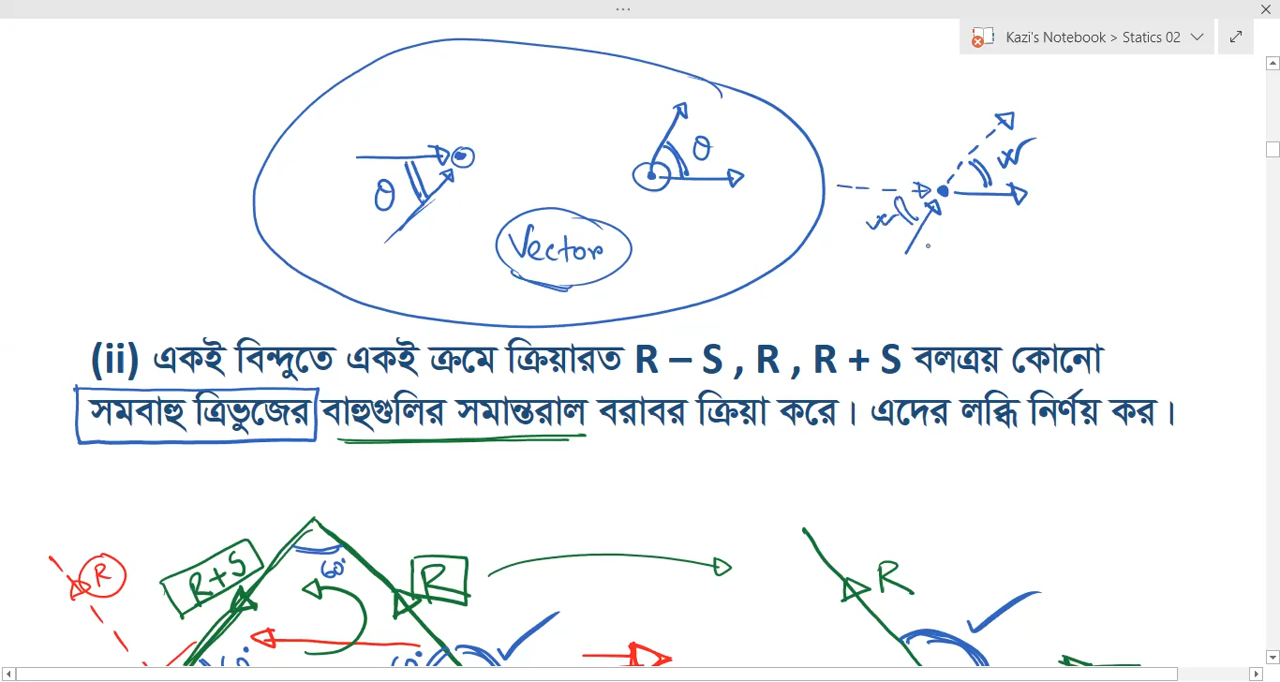 Kazi's Notebook > Statics 02
θ
θ
Vector
(ii) একই বিন্দুতে একই ক্রমে ক্রিয়ারত R – S , R , R + S বলত্রয় কোনো
সমবাহু ত্রিভুজের বাহুগুলির সমান্তরাল বরাবর ক্রিয়া করে। এদের লব্ধি নির্ণয় কর।
R
R+S
60°
R
R